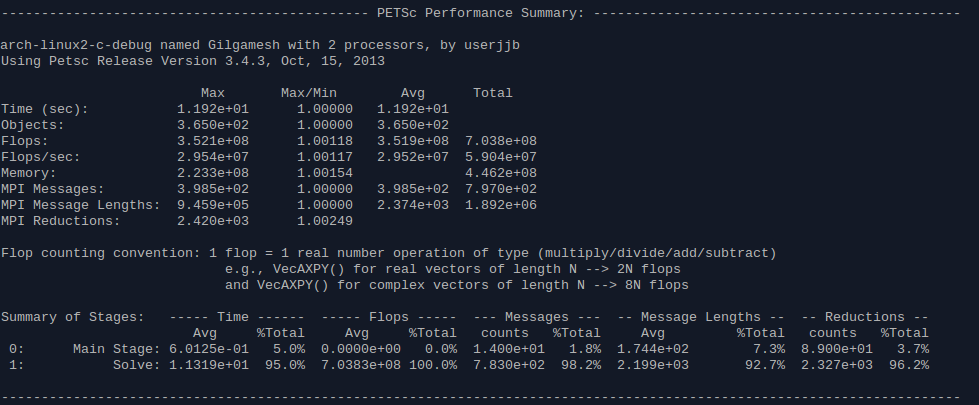 ---------------------------------------------- PETSc Performance Summary: ----------------------------------------------
arch-linux2-c-debug named Gilgamesh with 2 processors, by userjjb
Using Petsc Release Version 3.4.3, Oct, 15, 2013
                         Max       Max/Min        Avg      Total
Time (sec):           1.192e+01      1.00000   1.192e+01
Objects:              3.650e+02      1.00000   3.650e+02
Flops:                3.521e+08      1.00118   3.519e+08  7.038e+08
Flops/sec:            2.954e+07      1.00117   2.952e+07  5.904e+07
Memory:               2.233e+08      1.00154              4.462e+08
MPI Messages:         3.985e+02      1.00000   3.985e+02  7.970e+02
MPI Message Lengths:  9.459e+05      1.00000   2.374e+03  1.892e+06
MPI Reductions:       2.420e+03      1.00249
Flop counting convention: 1 flop = 1 real number operation of type (multiply/divide/add/subtract)
                            e.g., VecAXPY() for real vectors of length N --> 2N flops
                            and VecAXPY() for complex vectors of length N --> 8N flops
Summary of Stages:   ----- Time ------  ----- Flops -----  --- Messages ---  -- Message Lengths --  -- Reductions --
                        Avg     %Total     Avg     %Total   counts   %Total     Avg         %Total   counts   %Total
 0:      Main Stage: 6.0125e-01   5.0%  0.0000e+00   0.0%  1.400e+01   1.8%  1.744e+02        7.3%  8.900e+01   3.7%
 1:           Solve: 1.1319e+01  95.0%  7.0383e+08 100.0%  7.830e+02  98.2%  2.199e+03       92.7%  2.327e+03  96.2%
------------------------------------------------------------------------------------------------------------------------